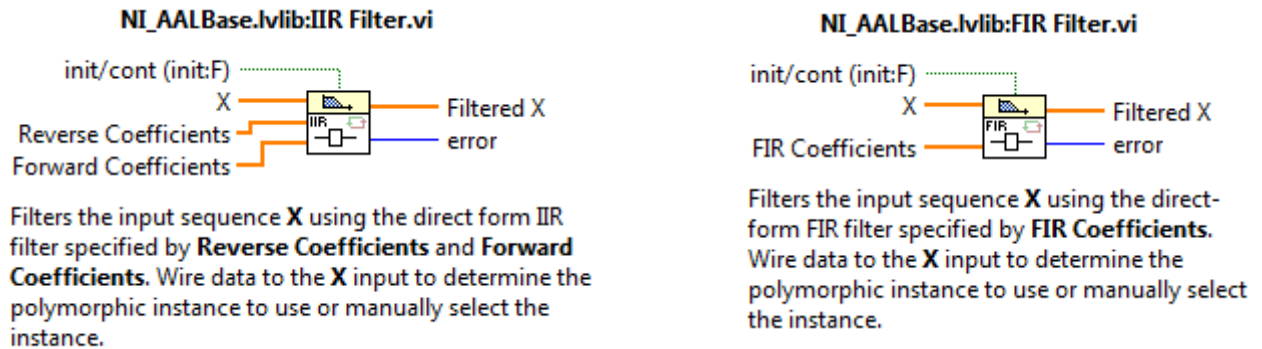 NI_AALBase.lvlib:IIR Filter.vi
init/cont (init:F)
X
Reverse Coefficients
Forward Coefficients
IIR
Filtered X
error
Filters the input sequence X using the direct form IIR
filter specified by Reverse Coefficients and Forward
Coefficients. Wire data to the X input to determine the
polymorphic instance to use or manually select the
instance.
NI_AALBase.lvlib:FIR Filter.vi
init/cont (init:F)
X
FIR Coefficients
FIR
Filtered X
error
Filters the input sequence X using the direct-
form FIR filter specified by FIR Coefficients.
Wire data to the X input to determine the
polymorphic instance to use or manually select
the instance.